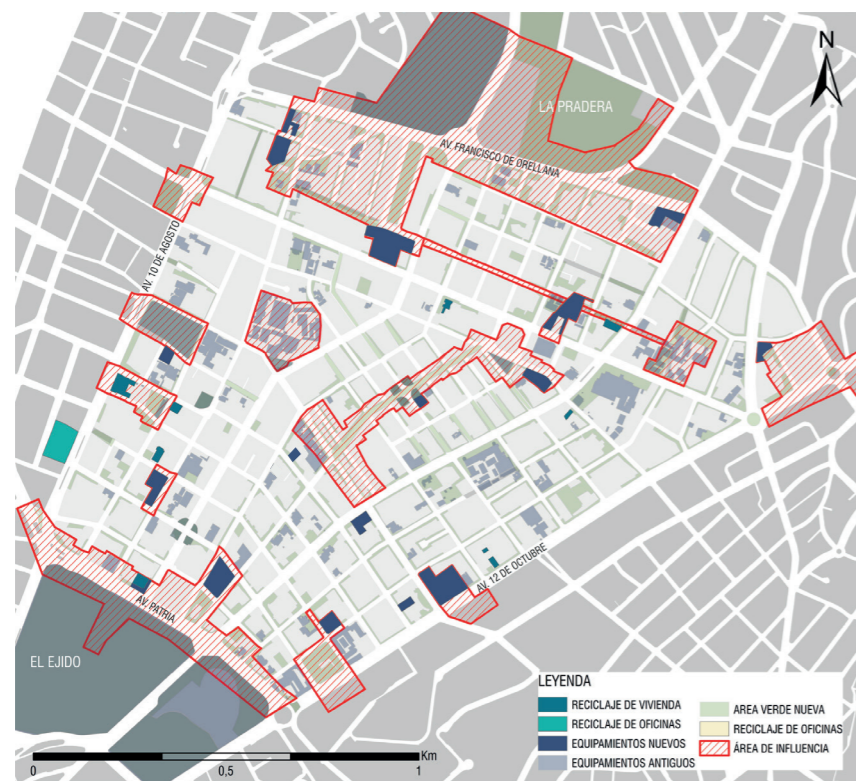 N
LA PRADERA
AV. FRANCISCO DE ORELLANA
AV. 10 DE AGOSTO
AV. 12 DE OCTUBRE
AV. PATRIA
EL EJIDO
LEYENDA
RECICLAJE DE VIVIENDA
RECICLAJE DE OFICINAS
EQUIPAMIENTOS NUEVOS
EQUIPAMIENTOS ANTIGUOS
AREA VERDE NUEVA
RECICLAJE DE OFICINAS
ÁREA DE INFLUENCIA
Km
0 0,5 1